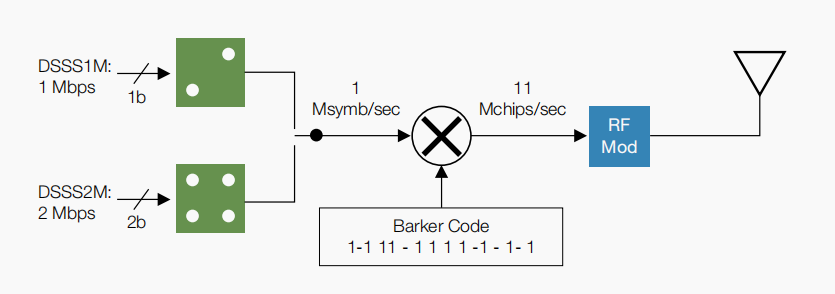 DSSS1M:
1 Mbps
1b
DSSS2M:
2 Mbps
2b
1
Msymb/sec
11
Mchips/sec
RF
Mod
Barker Code
1-1 11 - 1 1 1 1 -1 - 1- 1